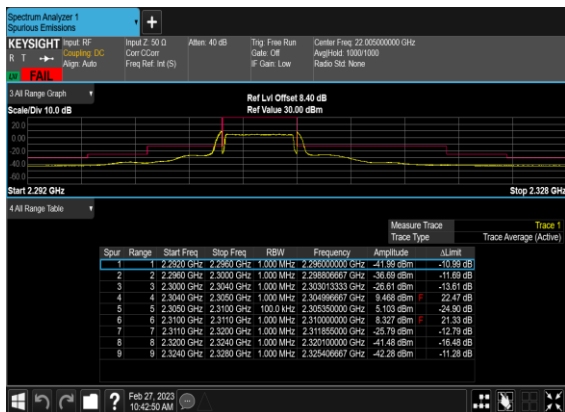 Spectrum Analyzer 1
Spurious Emissions
KEYSIGHT Input: RF Input Z: 50 Ω Atten: 40 dB Trig: Free Run Center Freq: 22.005000000 GHz
R T Coupling: DC Corr CCorr Gate: Off Avg|Hold: 1000/1000
Align: Auto Freq Ref: Int (S) IF Gain: Low Radio Std: None
FAIL
3 All Range Graph
Ref Lvl Offset 8.40 dB
Scale/Div 10.0 dB Ref Value 30.00 dBm
20.0
0.00
-20.0
-40.0
-60.0
Start 2.292 GHz Stop 2.328 GHz
4 All Range Table
Measure Trace Trace 1
Trace Type Trace Average (Active)
Spur Range Start Freq Stop Freq RBW Frequency Amplitude ΔLimit
1 1 2.2920 GHz 2.2960 GHz 1.000 MHz 2.296000000 GHz -41.99 dBm -10.99 dB
2 2 2.2960 GHz 2.3000 GHz 1.000 MHz 2.298806667 GHz -36.69 dBm -11.69 dB
3 3 2.3000 GHz 2.3040 GHz 1.000 MHz 2.303013333 GHz -26.61 dBm -13.61 dB
4 4 2.3040 GHz 2.3050 GHz 1.000 MHz 2.304996667 GHz 9.468 dBm F 22.47 dB
5 5 2.3050 GHz 2.3100 GHz 100.0 kHz 2.305350000 GHz 5.103 dBm -24.90 dB
6 6 2.3100 GHz 2.3110 GHz 1.000 MHz 2.310000000 GHz 8.327 dBm F 21.33 dB
7 7 2.3110 GHz 2.3200 GHz 1.000 MHz 2.311855000 GHz -25.79 dBm -12.79 dB
8 8 2.3200 GHz 2.3240 GHz 1.000 MHz 2.320100000 GHz -41.48 dBm -16.48 dB
9 9 2.3240 GHz 2.3280 GHz 1.000 MHz 2.325406667 GHz -42.28 dBm -11.28 dB
Feb 27, 2023
10:42:50 AM